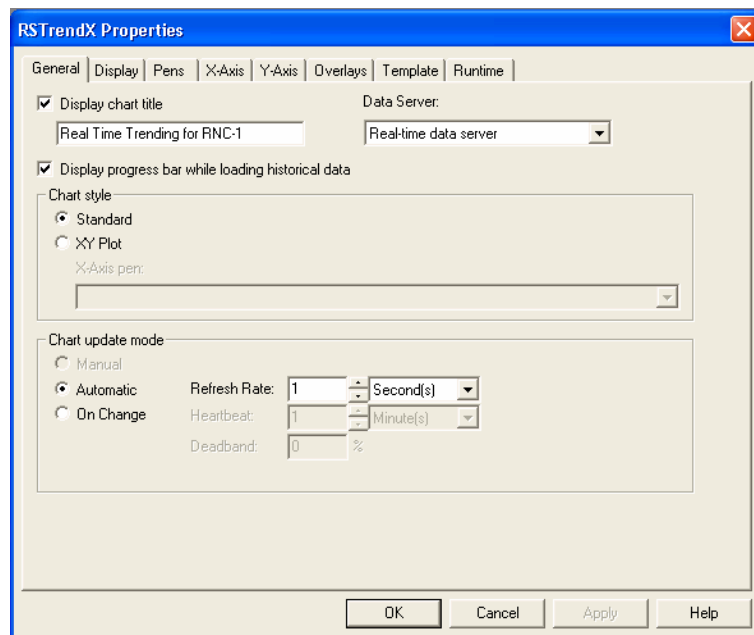 RSTrendX Properties
General Display Pens X-Axis Y-Axis Overlays Template Runtime
Display chart title Data Server:
Real Time Trending for RNC-1 Real-time data server
Display progress bar while loading historical data
Chart style
Standard
XY Plot
X-Axis pen:
Chart update mode
Manual
Automatic Refresh Rate: 1 Second(s)
On Change Heartbeat: 1 Minute(s)
Deadband: 0 %
OK Cancel Apply Help